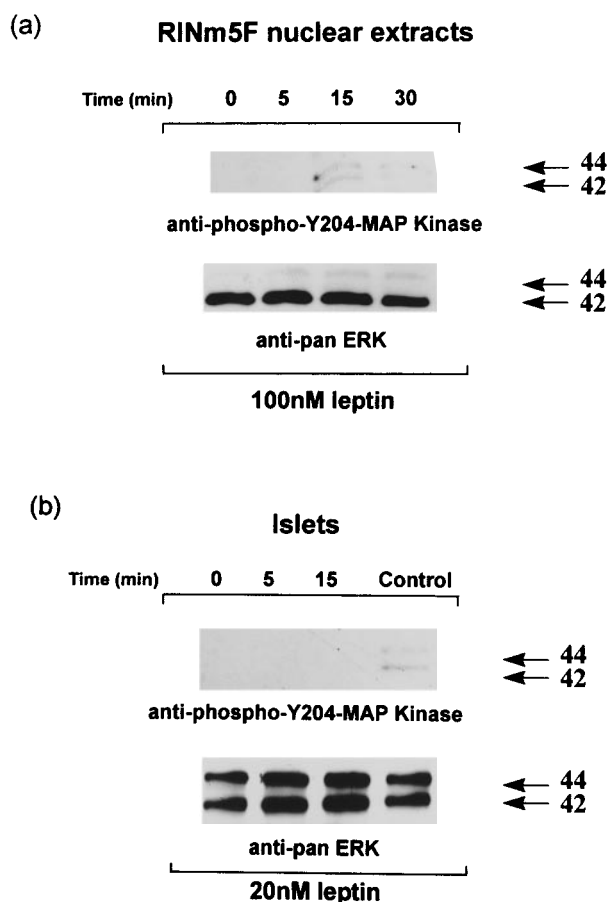 (a)
RINm5F nuclear extracts
Time (min) 0 5 15 30
44
42
anti-phospho-Y204-MAP Kinase
44
42
anti-pan ERK
100nM leptin
(b)
Islets
Time (min) 0 5 15 Control
44
42
anti-phospho-Y204-MAP Kinase
44
42
anti-pan ERK
20nM leptin